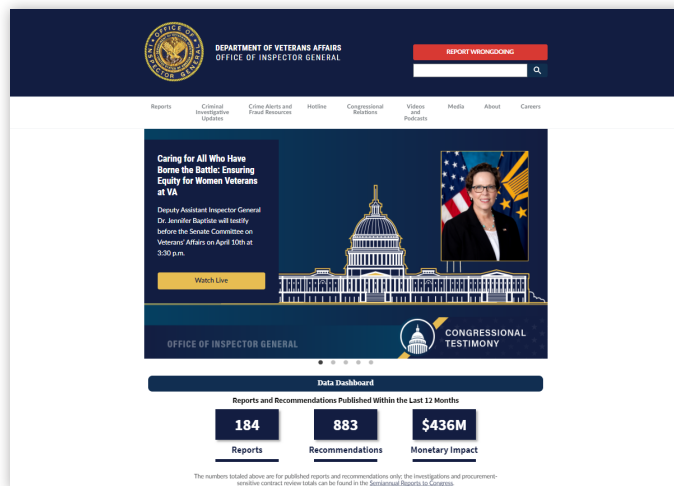 OFFICE OF
INSPECTOR GENERAL
DEPARTMENT OF VETERANS AFFAIRS
OFFICE OF INSPECTOR GENERAL
REPORT WRONGDOING
Reports
Criminal
Investigative
Updates
Crime Alerts and
Fraud Resources
Hotline
Congressional
Relations
Videos
and
Podcasts
Media
About
Careers
Caring for All Who Have
Borne the Battle: Ensuring
Equity for Women Veterans
at VA
Deputy Assistant Inspector General
Dr. Jennifer Baptiste will testify
before the Senate Committee on
Veterans' Affairs on April 10th at
3:30 p.m.
Watch Live
OFFICE OF INSPECTOR GENERAL
CONGRESSIONAL
TESTIMONY
Data Dashboard
Reports and Recommendations Published Within the Last 12 Months
184
Reports
883
Recommendations
$436M
Monetary Impact
The numbers totaled above are for published reports and recommendations only; the investigations and procurement-
sensitive contract review totals can be found in the Semiannual Reports to Congress.